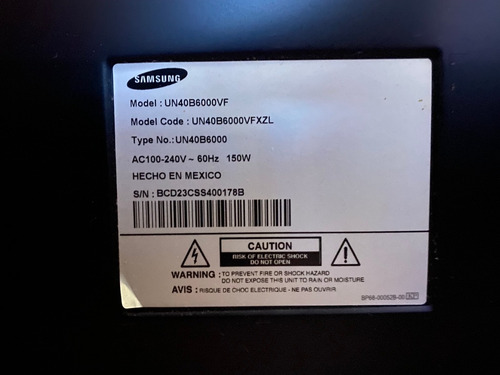 SAMSUNG
Model : UN40B6000VF
Model Code : UN40B6000VFXZL
Type No.:UN40B6000
AC100-240V ~ 60Hz 150W
HECHO EN MEXICO
S/N : BCD23CSS400178B
CAUTION
RISK OF ELECTRIC SHOCK
DO NOT OPEN
WARNING : TO PREVENT FIRE OR SHOCK HAZARD
DO NOT EXPOSE THIS UNIT TO RAIN OR MOISTURE.
AVIS : RISQUE DE CHOC ELECTRIQUE - NE PAS OUVRIR.